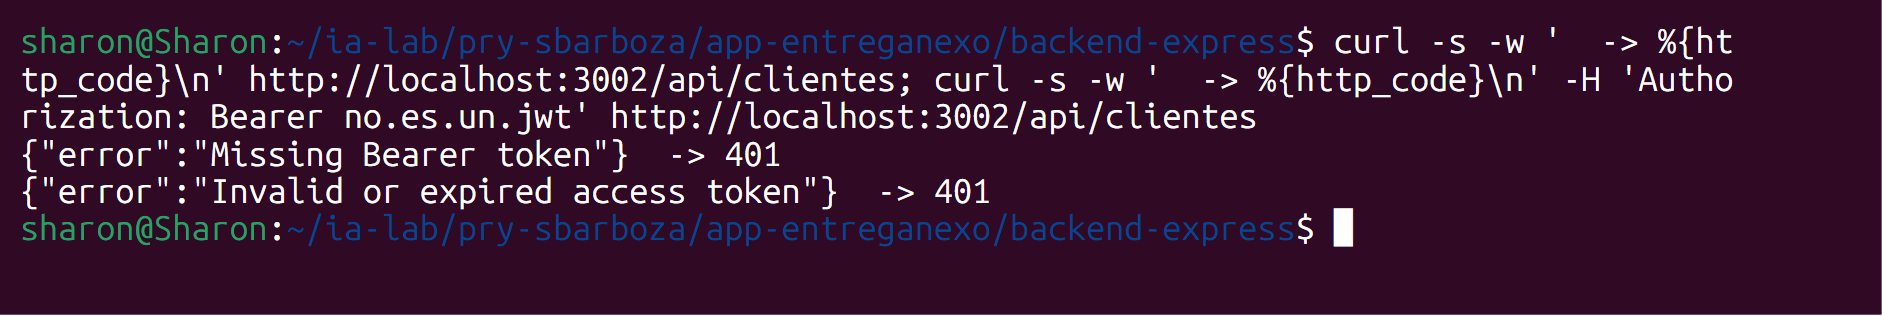 sharon@Sharon:~/ia-lab/pry-sbarboza/app-entreganexo/backend-express$ curl -s -w '  -> %{ht
tp_code}\n' http://localhost:3002/api/clientes; curl -s -w '  -> %{http_code}\n' -H 'Autho
rization: Bearer no.es.un.jwt' http://localhost:3002/api/clientes
{"error":"Missing Bearer token"}  -> 401
{"error":"Invalid or expired access token"}  -> 401
sharon@Sharon:~/ia-lab/pry-sbarboza/app-entreganexo/backend-express$